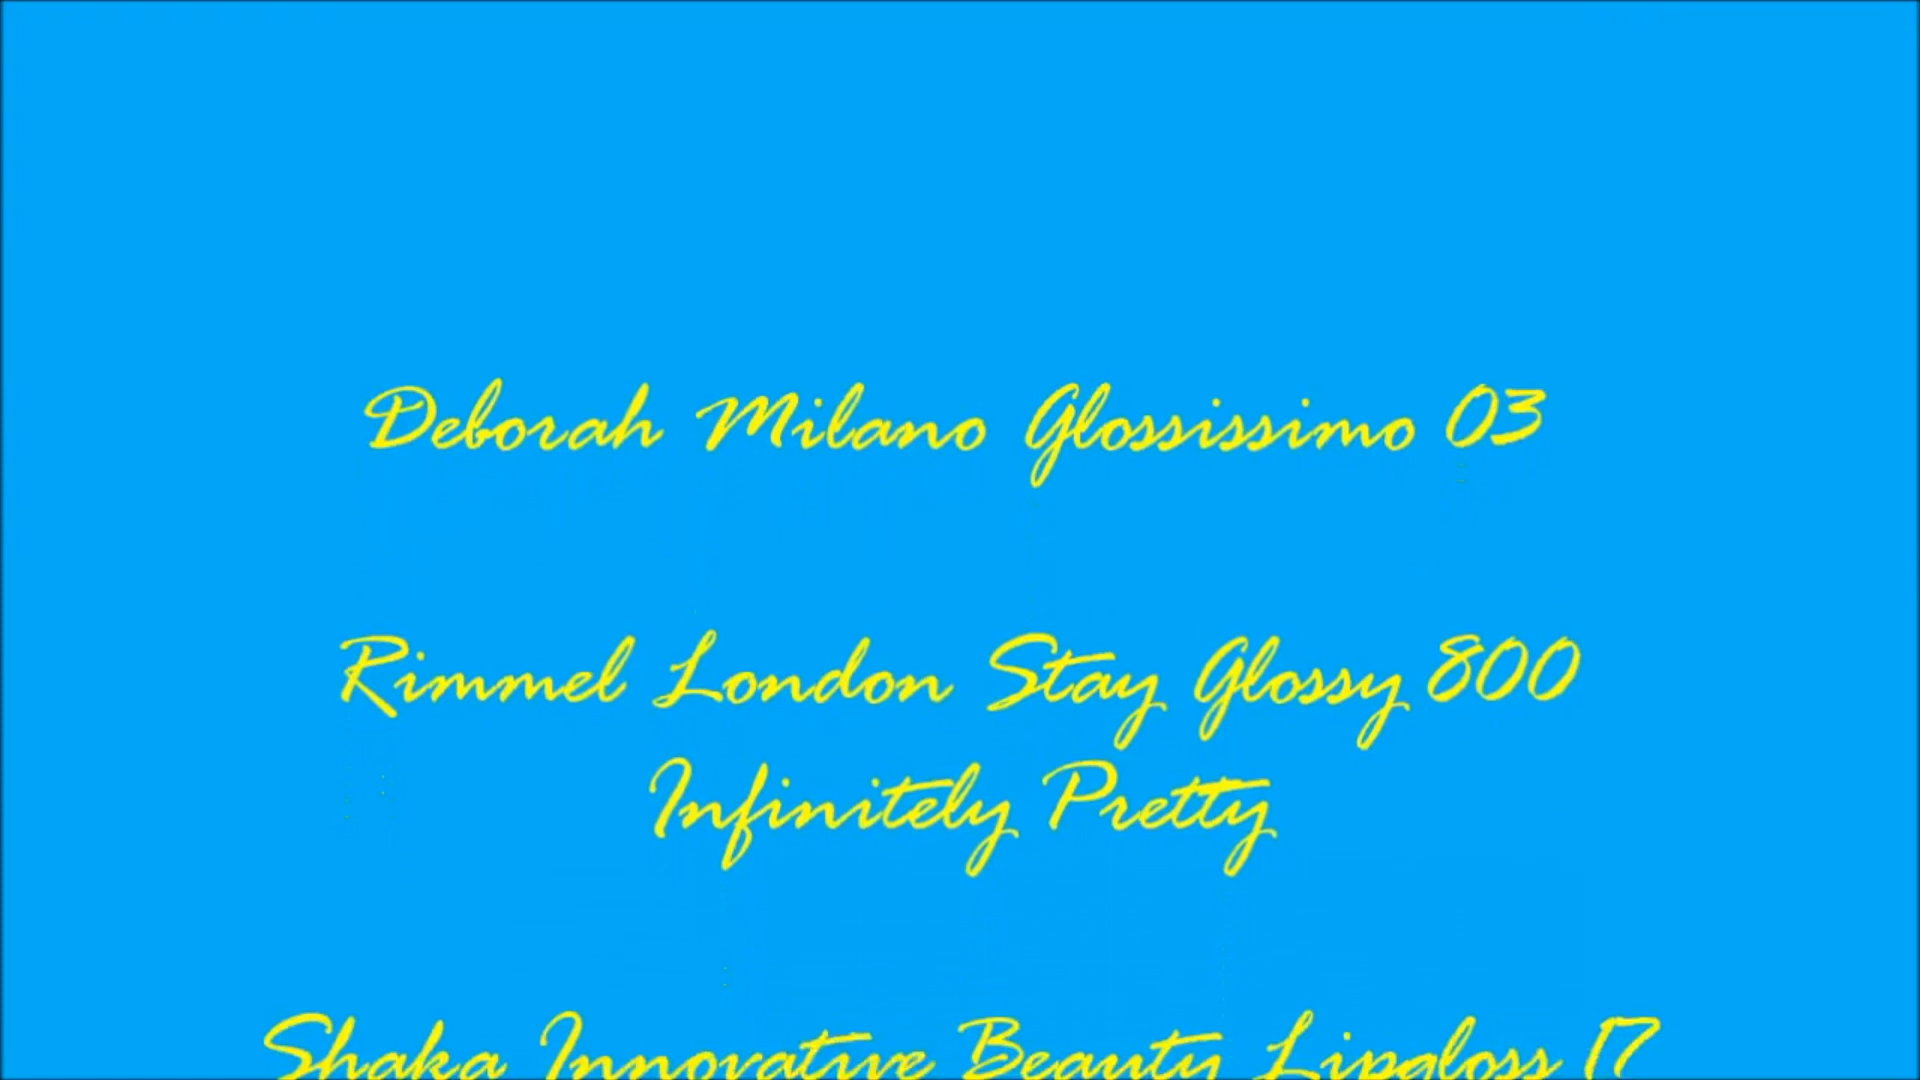 Deborah Milano Glossissimo 03
Rimmel London Stay Glossy 800
Infinitely Pretty
Shaka Innovative Beauty Lipgloss 17